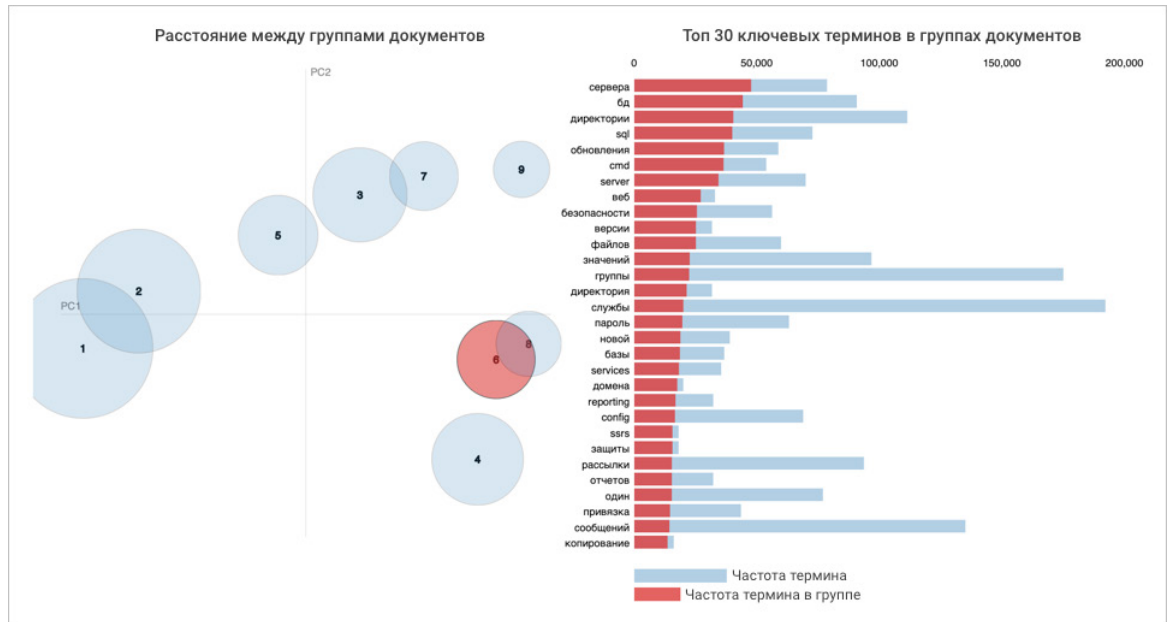 Расстояние между группами документов
PC2
3
7
9
5
2
PC1
1
8
6
4
Топ 30 ключевых терминов в группах документов
0 50,000 100,000 150,000 200,000
сервера
бд
директории
sql
обновления
cmd
server
веб
безопасности
версии
файлов
значений
группы
директория
службы
пароль
новой
базы
services
домена
reporting
config
ssrs
защиты
рассылки
отчетов
один
привязка
сообщений
копирование
Частота термина
Частота термина в группе